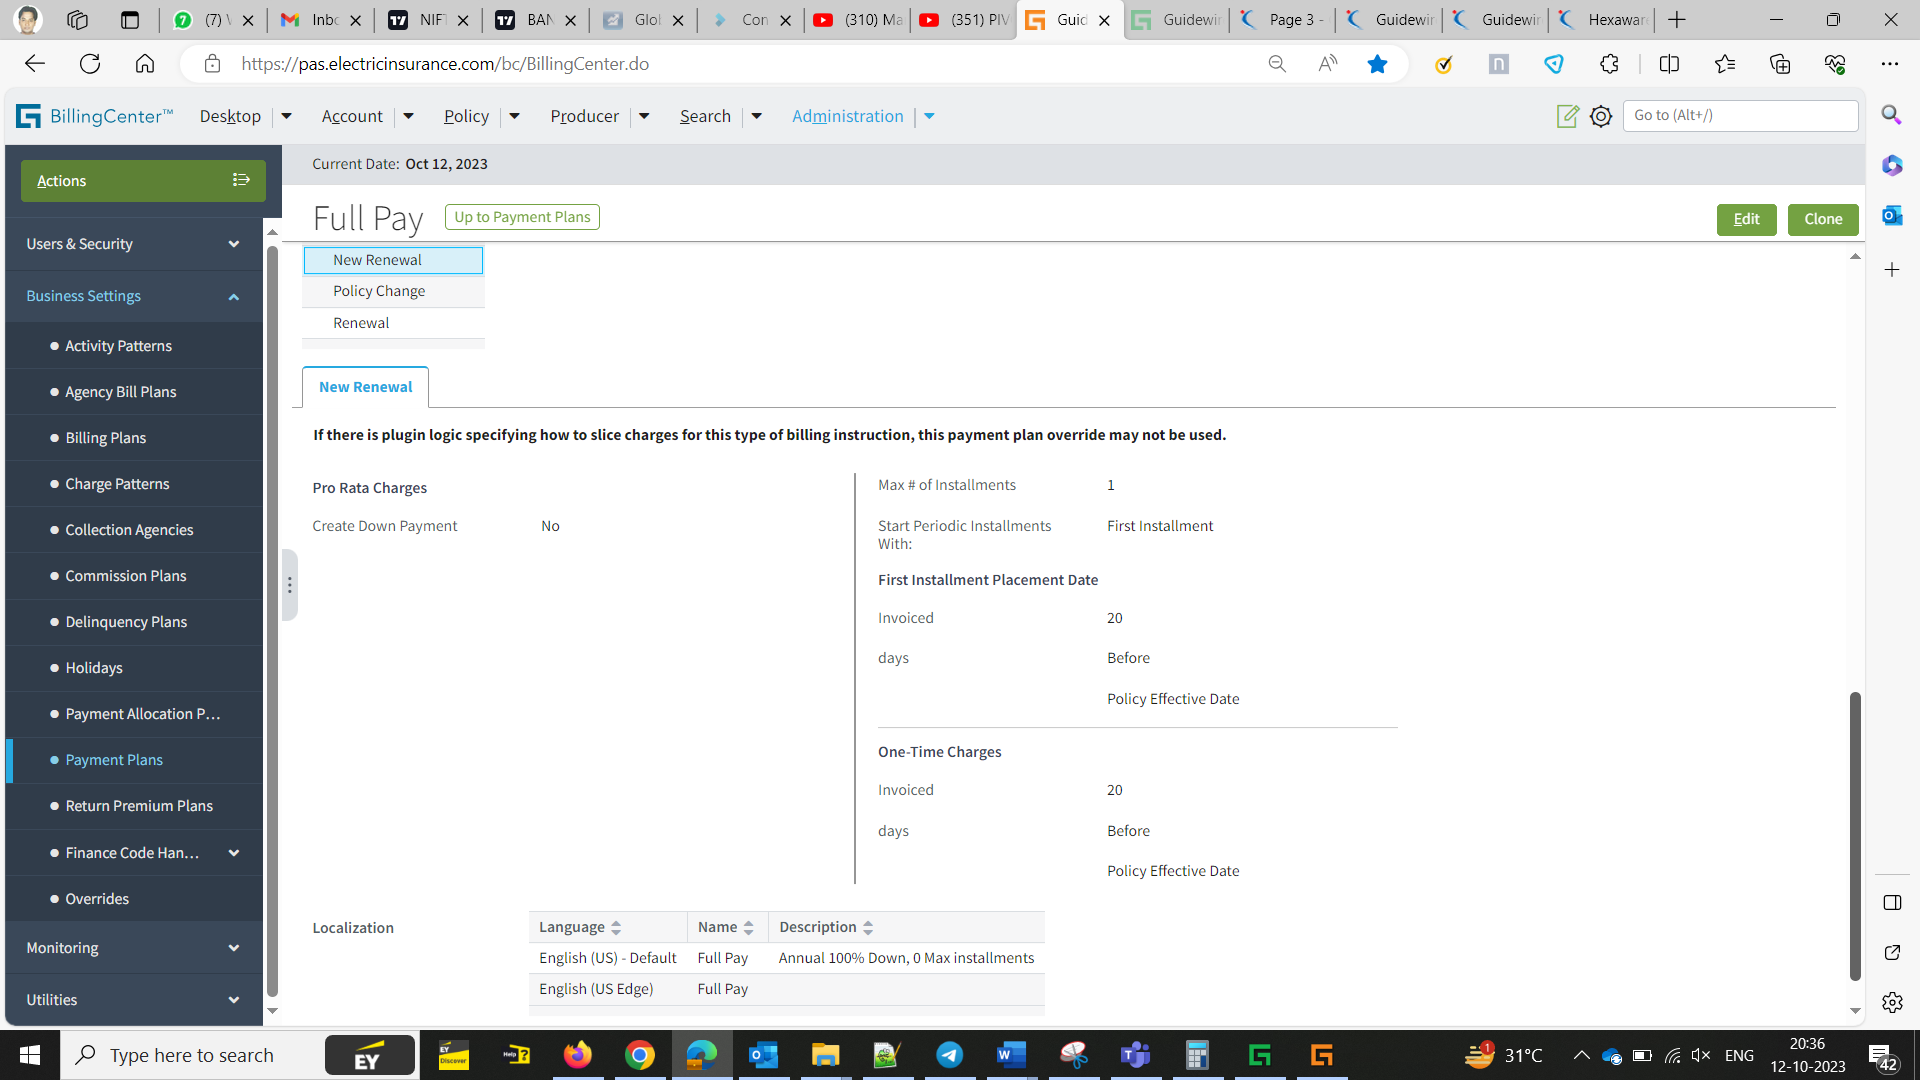 (7) V
Inbo
NIFT
BAN
Glob
Con
(310) Ma
(351) PIV
Guid
Guidewir
Page 3 -
Guidewir
Guidewir
Hexawar
https://pas.electricinsurance.com/bc/BillingCenter.do
BillingCenter™
Desktop
Account
Policy
Producer
Search
Administration
Go to (Alt+/)
Actions
Current Date: Oct 12, 2023
Full Pay
Up to Payment Plans
Edit
Clone
Users & Security
Business Settings
Activity Patterns
Agency Bill Plans
Billing Plans
Charge Patterns
Collection Agencies
Commission Plans
Delinquency Plans
Holidays
Payment Allocation P...
Payment Plans
Return Premium Plans
Finance Code Han...
Overrides
Monitoring
Utilities
New Renewal
Policy Change
Renewal
New Renewal
If there is plugin logic specifying how to slice charges for this type of billing instruction, this payment plan override may not be used.
Pro Rata Charges
Create Down Payment No
Max # of Installments 1
Start Periodic Installments First Installment
With:
First Installment Placement Date
Invoiced 20
days Before
Policy Effective Date
One-Time Charges
Invoiced 20
days Before
Policy Effective Date
Localization
Language Name Description
English (US) - Default Full Pay Annual 100% Down, 0 Max installments
English (US Edge) Full Pay
Type here to search
EY
EY
Discover
Help ?
1
31°C
ENG
20:36
12-10-2023
42